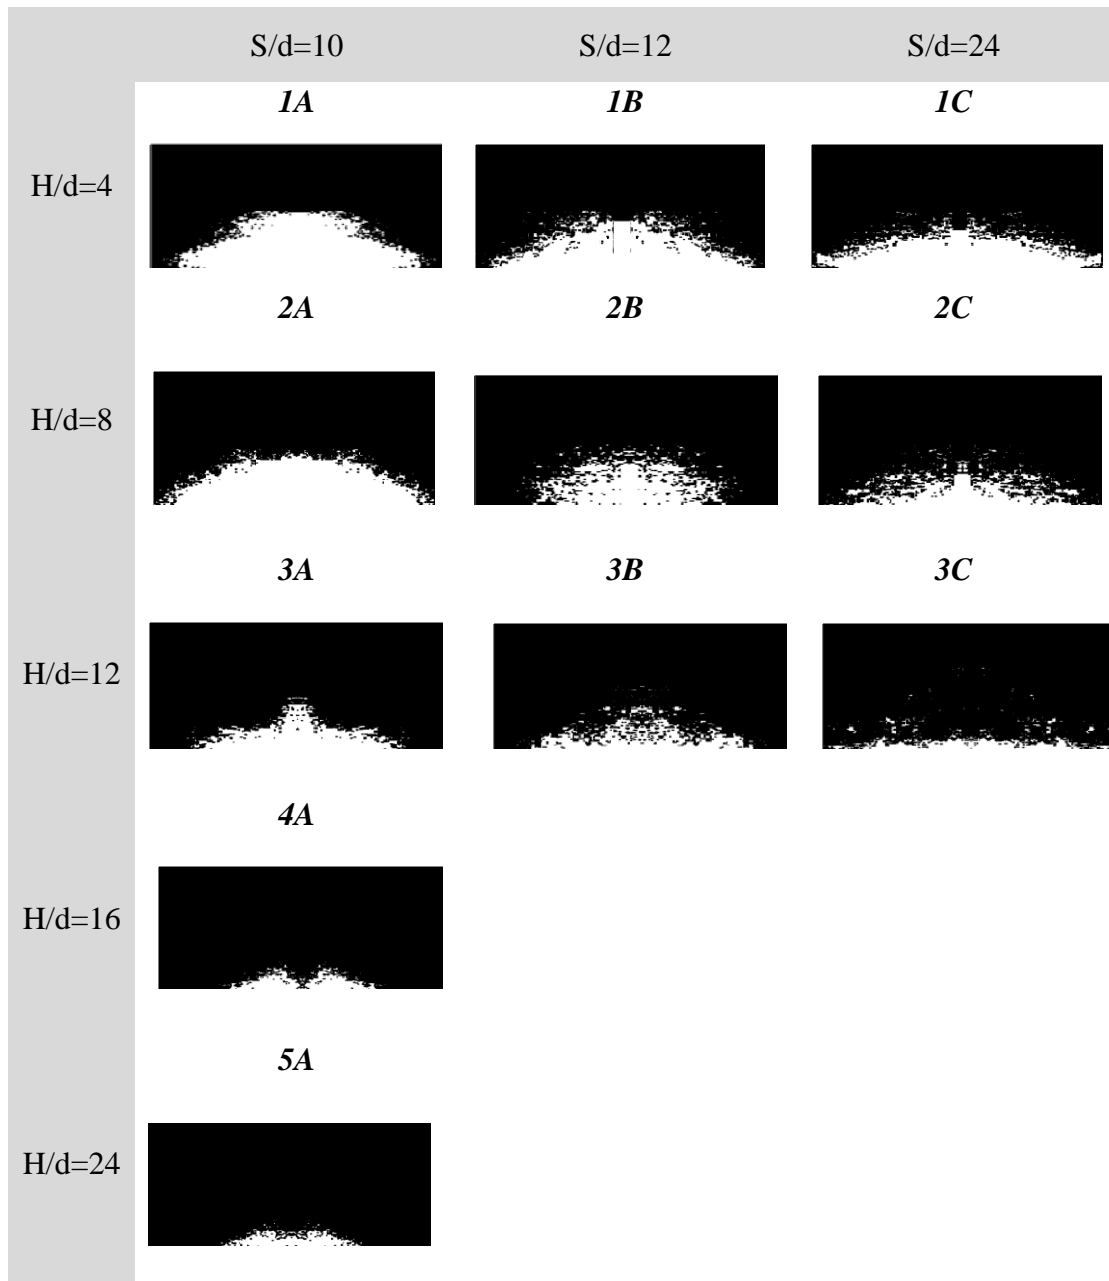 S/d=10 S/d=12 S/d=24
1A 1B 1C
H/d=4
2A 2B 2C
H/d=8
3A 3B 3C
H/d=12
4A
H/d=16
5A
H/d=24